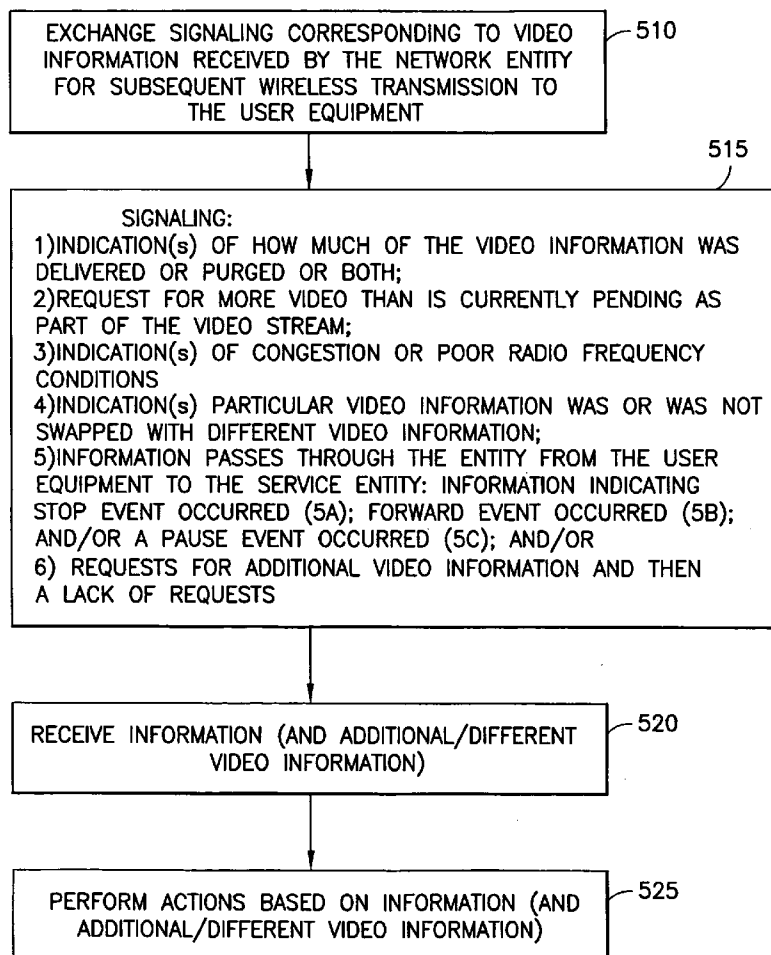 EXCHANGE SIGNALING CORRESPONDING TO VIDEO
INFORMATION RECEIVED BY THE NETWORK ENTITY
FOR SUBSEQUENT WIRELESS TRANSMISSION TO
THE USER EQUIPMENT
510
515
SIGNALING:
1)INDICATION(s) OF HOW MUCH OF THE VIDEO INFORMATION WAS
DELIVERED OR PURGED OR BOTH;
2)REQUEST FOR MORE VIDEO THAN IS CURRENTLY PENDING AS
PART OF THE VIDEO STREAM;
3)INDICATION(s) OF CONGESTION OR POOR RADIO FREQUENCY
CONDITIONS
4)INDICATION(s) PARTICULAR VIDEO INFORMATION WAS OR WAS NOT
SWAPPED WITH DIFFERENT VIDEO INFORMATION;
5)INFORMATION PASSES THROUGH THE ENTITY FROM THE USER
EQUIPMENT TO THE SERVICE ENTITY: INFORMATION INDICATING
STOP EVENT OCCURRED (5A); FORWARD EVENT OCCURRED (5B);
AND/OR A PAUSE EVENT OCCURRED (5C); AND/OR
6) REQUESTS FOR ADDITIONAL VIDEO INFORMATION AND THEN
A LACK OF REQUESTS
RECEIVE INFORMATION (AND ADDITIONAL/DIFFERENT
VIDEO INFORMATION)
520
PERFORM ACTIONS BASED ON INFORMATION (AND
ADDITIONAL/DIFFERENT VIDEO INFORMATION)
525